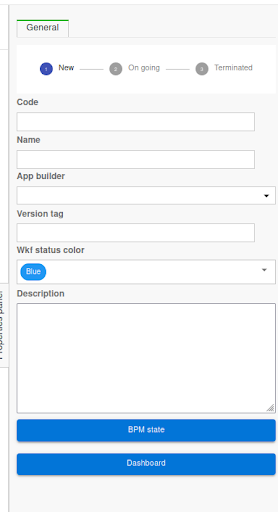 General
1 New
2 On going
3 Terminated
Code
Name
App builder
Version tag
Wkf status color
Blue
Description
BPM state
Dashboard
Properties panel